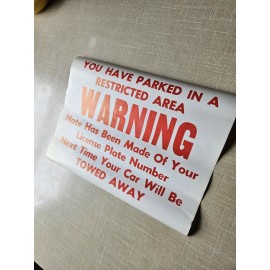 YOU HAVE PARKED IN A
RESTRICTED AREA
WARNING
Note Has Been Made Of Your
License Plate Number
Next Time Your Car Will Be
TOWED AWAY